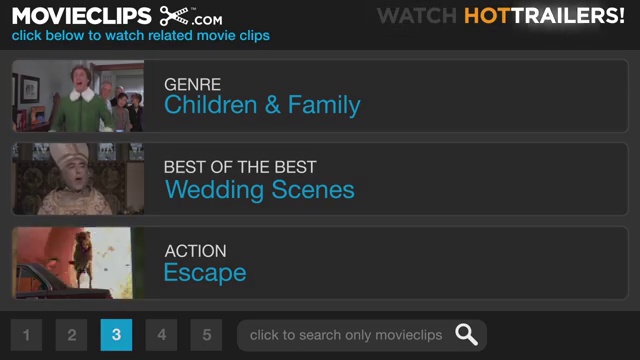 MOVIECLIPS .COM
WATCH HOTTRAILERS!
click below to watch related movie clips
GENRE
Children & Family
BEST OF THE BEST
Wedding Scenes
ACTION
Escape
1 2 3 4 5 click to search only movieclips